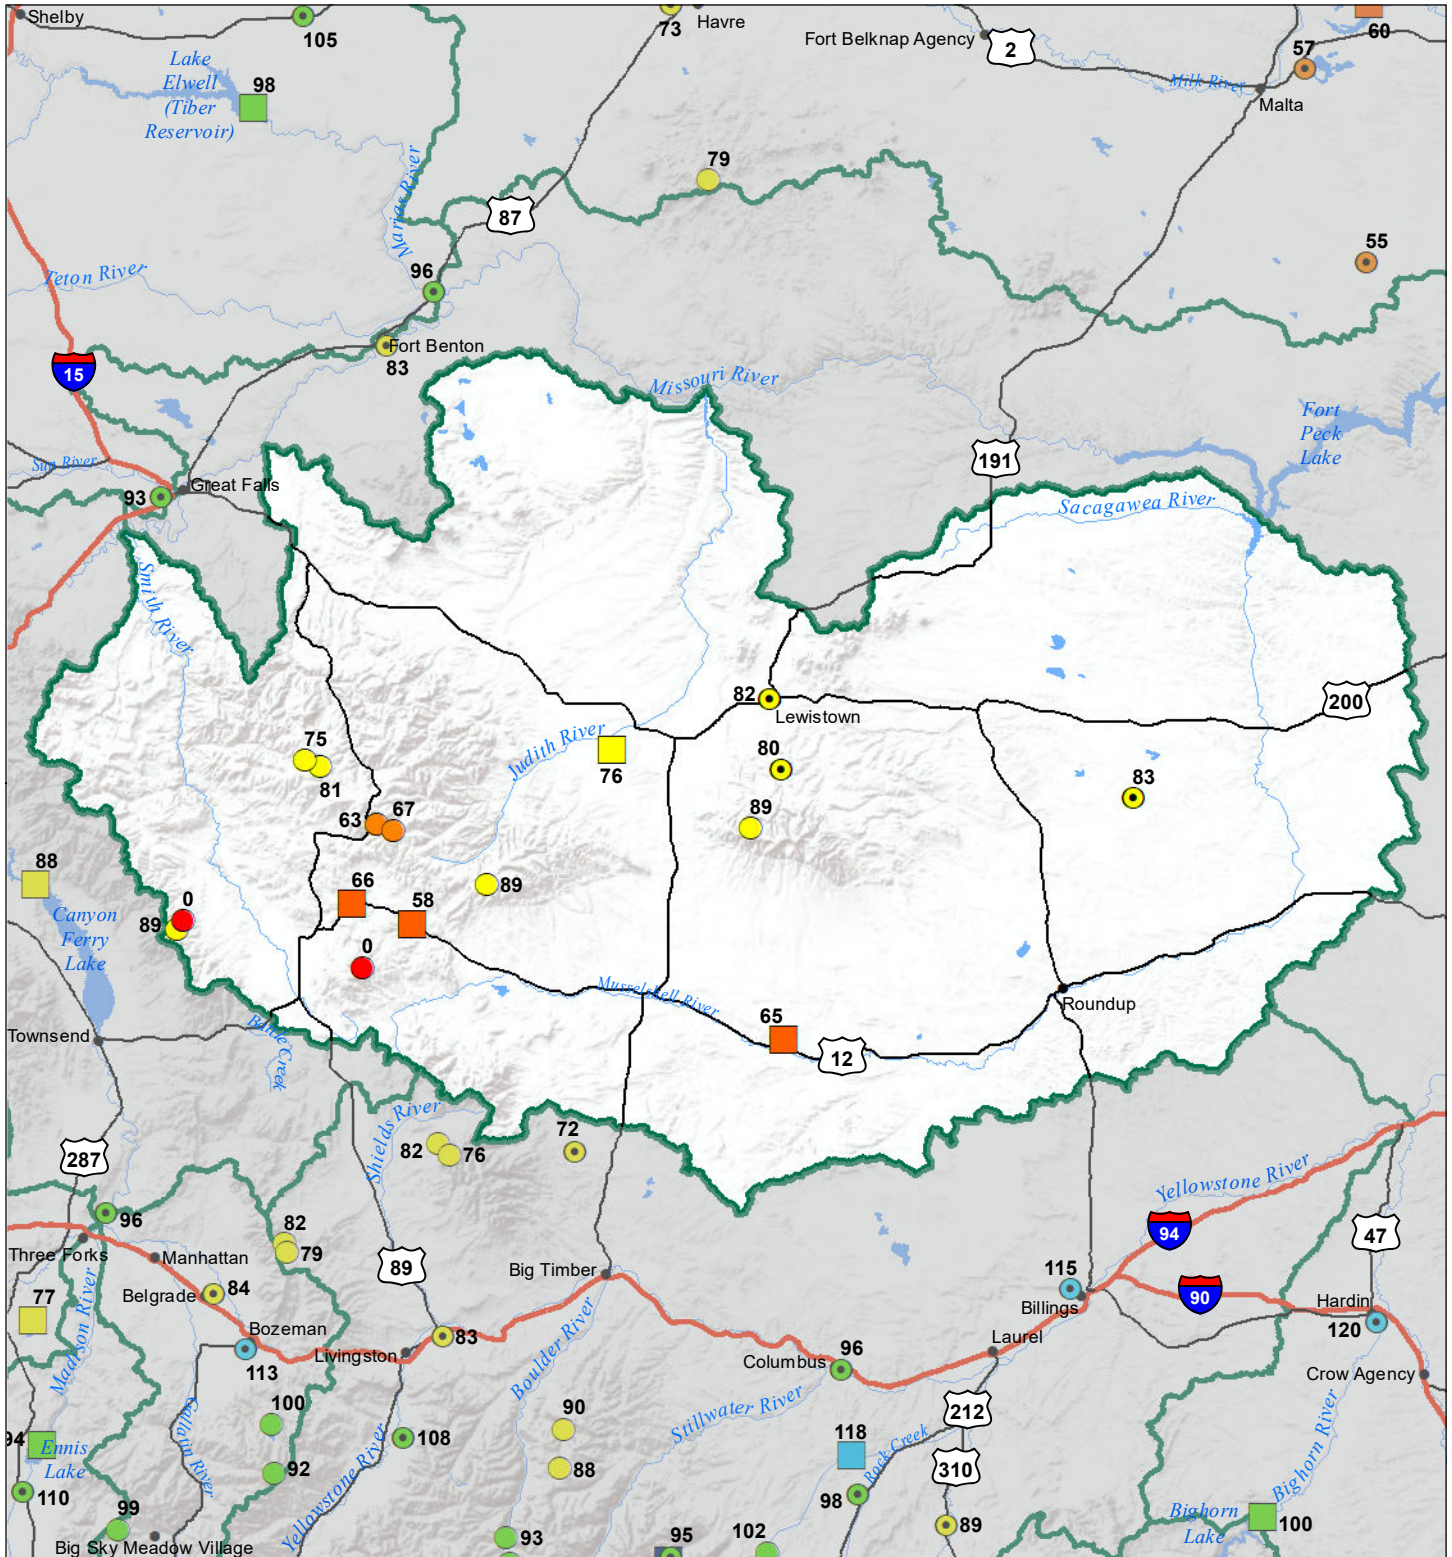 Shelby
105
73
Havre
Fort Belknap Agency
2
57
60
Milk River
Malta
Lake
Elwell
(Tiber
Reservoir)
98
Marias River
79
87
55
Teton River
96
Fort Benton
83
15
Missouri River
Fort
Peck
Lake
191
Sun River
93
Great Falls
Sacagawea River
Smith River
82
Lewistown
200
75
81
Judith River
76
80
83
63
67
89
88
Canyon
Ferry
Lake
66
58
89
0
89
0
Musselshell River
Roundup
65
12
Townsend
Battle Creek
287
Shields River
82
76
72
Yellowstone River
96
82
79
Three Forks
Manhattan
89
Big Timber
94
47
77
Belgrade
84
115
Billings
90
Hardin
120
Madison River
Bozeman
113
Livingston
83
Boulder River
Columbus
96
Laurel
Crow Agency
Gallatin River
100
108
90
Stillwater River
212
94
Ennis
Lake
92
88
118
Rock Creek
310
Bighorn River
110
99
Yellowstone River
98
89
Bighorn
Lake
100
Big Sky Meadow Village
93
95
102